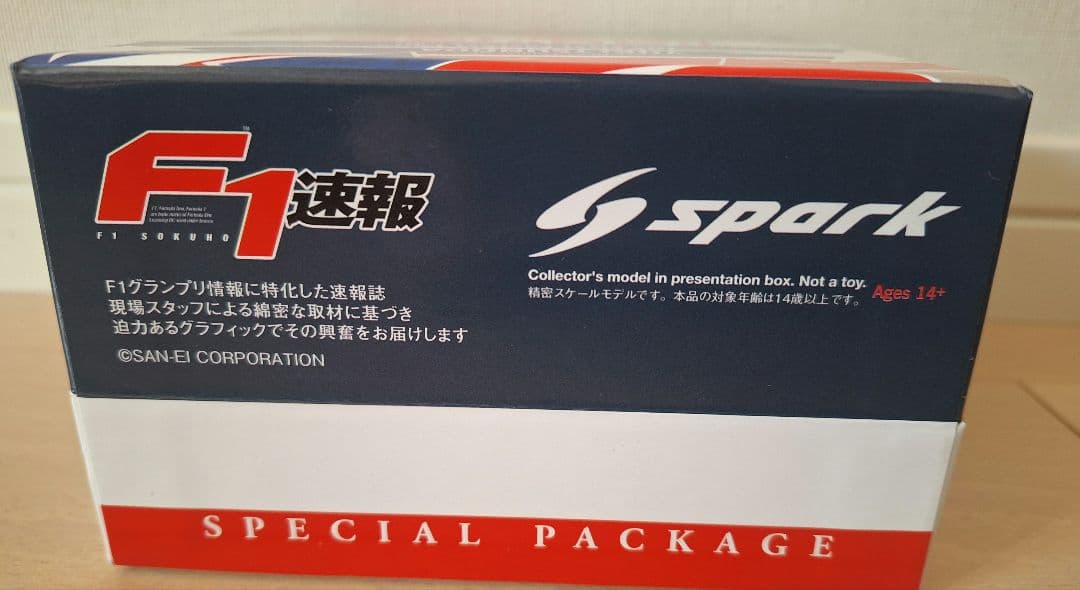 F1速報
F1 SOKUHO
F1グランプリ情報に特化した速報誌
現場スタッフによる綿密な取材に基づき
迫力あるグラフィックでその興奮をお届けします
©SAN-EI CORPORATION
spark
Collector's model in presentation box. Not a toy.
精密スケールモデルです。本品の対象年齢は14歳以上です。
Ages 14+
SPECIAL PACKAGE